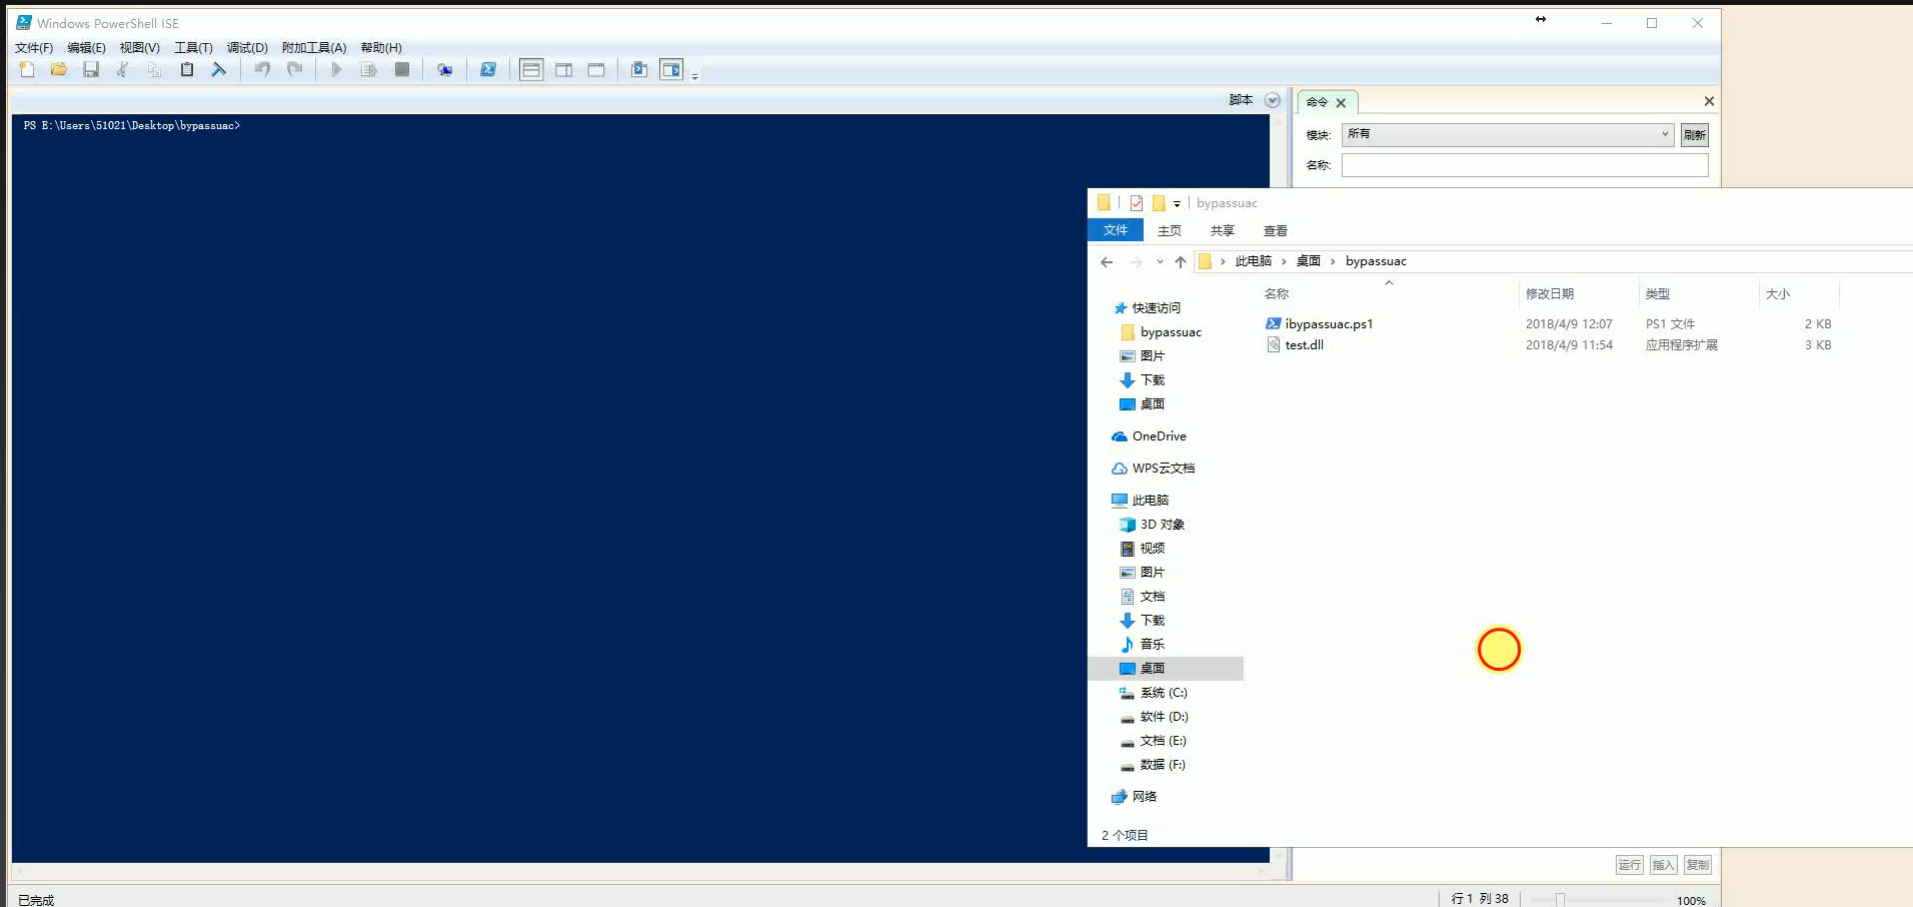 Windows PowerShell ISE
文件(F) 编辑(E) 视图(V) 工具(T) 调试(D) 附加工具(A) 帮助(H)
脚本
PS E:\Users\51021\Desktop\bypassuac>
命令
模块: 所有 刷新
名称:
bypassuac
文件 主页 共享 查看
此电脑 › 桌面 › bypassuac
名称 修改日期 类型 大小
ibypassuac.ps1 2018/4/9 12:07 PS1 文件 2 KB
test.dll 2018/4/9 11:54 应用程序扩展 3 KB
快速访问
bypassuac
图片
下载
桌面
OneDrive
WPS云文档
此电脑
3D 对象
视频
图片
文档
下载
音乐
桌面
系统 (C:)
软件 (D:)
文档 (E:)
数据 (F:)
网络
2 个项目
运行 插入 复制
已完成
行 1 列 38
100%